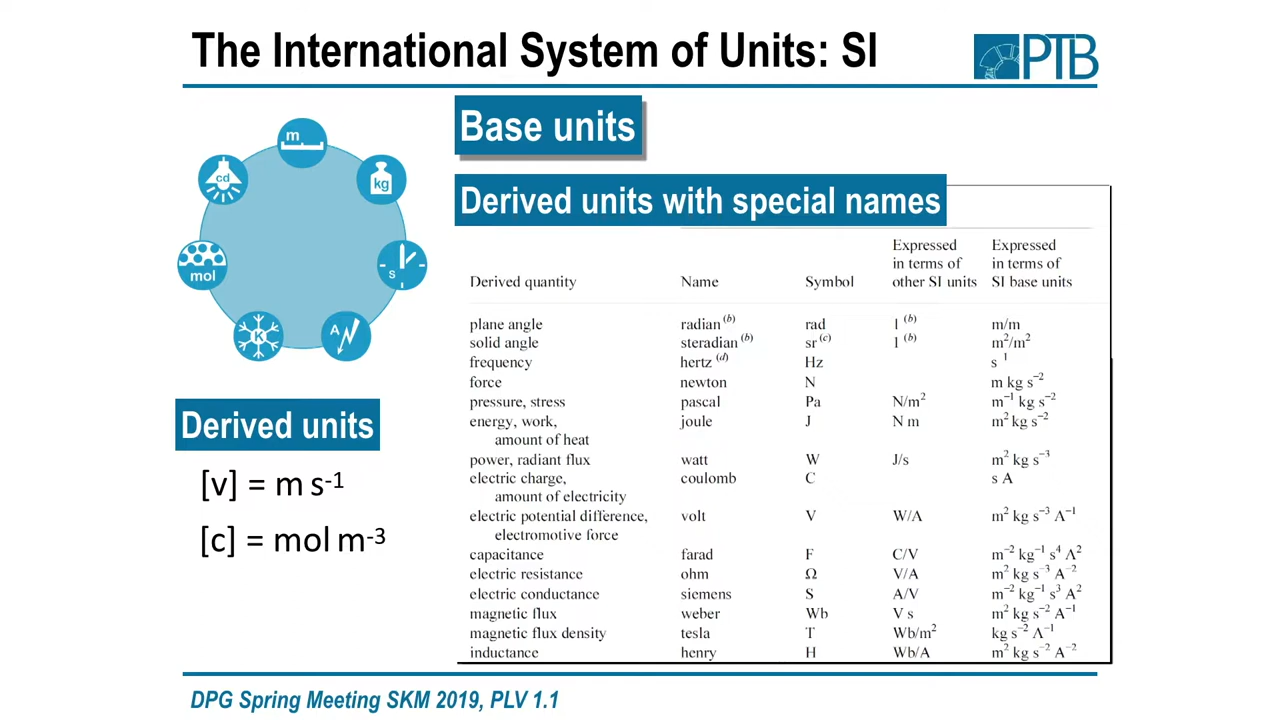 The International System of Units: SI
PTB
Base units
m
kg
s
A
K
mol
cd
Derived units
[v] = m s-1
[c] = mol m-3
Derived units with special names
Derived quantity Name Symbol Expressed in terms of other SI units Expressed in terms of SI base units
plane angle radian (b) rad 1 (b) m/m
solid angle steradian (b) sr (c) 1 (b) m2/m2
frequency hertz (d) Hz s 1
force newton N m kg s−2
pressure, stress pascal Pa N/m2 m−1 kg s−2
energy, work, joule J N m m2 kg s−2
amount of heat
power, radiant flux watt W J/s m2 kg s−3
electric charge, coulomb C s A
amount of electricity
electric potential difference, volt V W/A m2 kg s−3 A−1
electromotive force
capacitance farad F C/V m−2 kg−1 s4 A2
electric resistance ohm Ω V/A m2 kg s−3 A−2
electric conductance siemens S A/V m−2 kg−1 s3 A2
magnetic flux weber Wb V s m2 kg s−2 A−1
magnetic flux density tesla T Wb/m2 kg s−2 A−1
inductance henry H Wb/A m2 kg s−2 A−2
DPG Spring Meeting SKM 2019, PLV 1.1